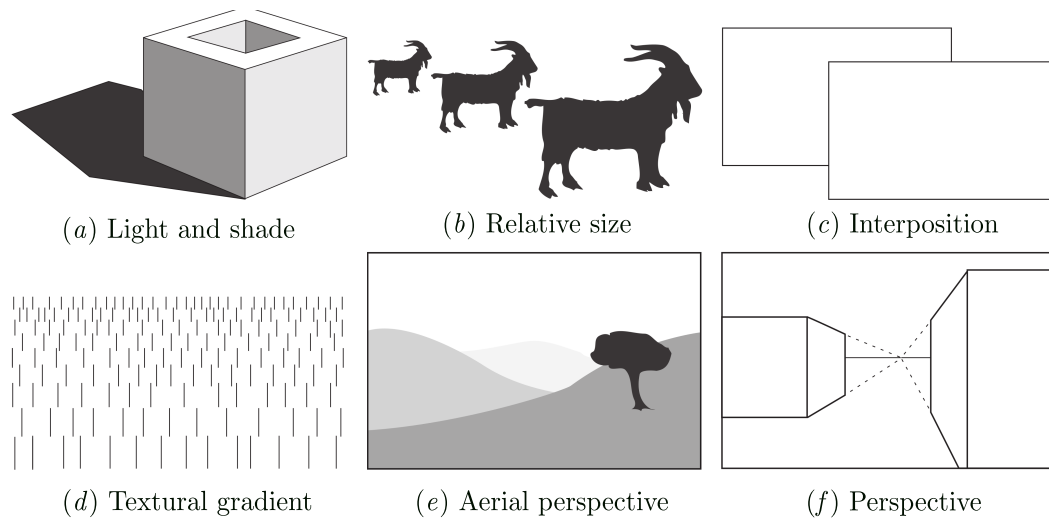 (a) Light and shade
(b) Relative size
(c) Interposition
(d) Textural gradient
(e) Aerial perspective
(f) Perspective